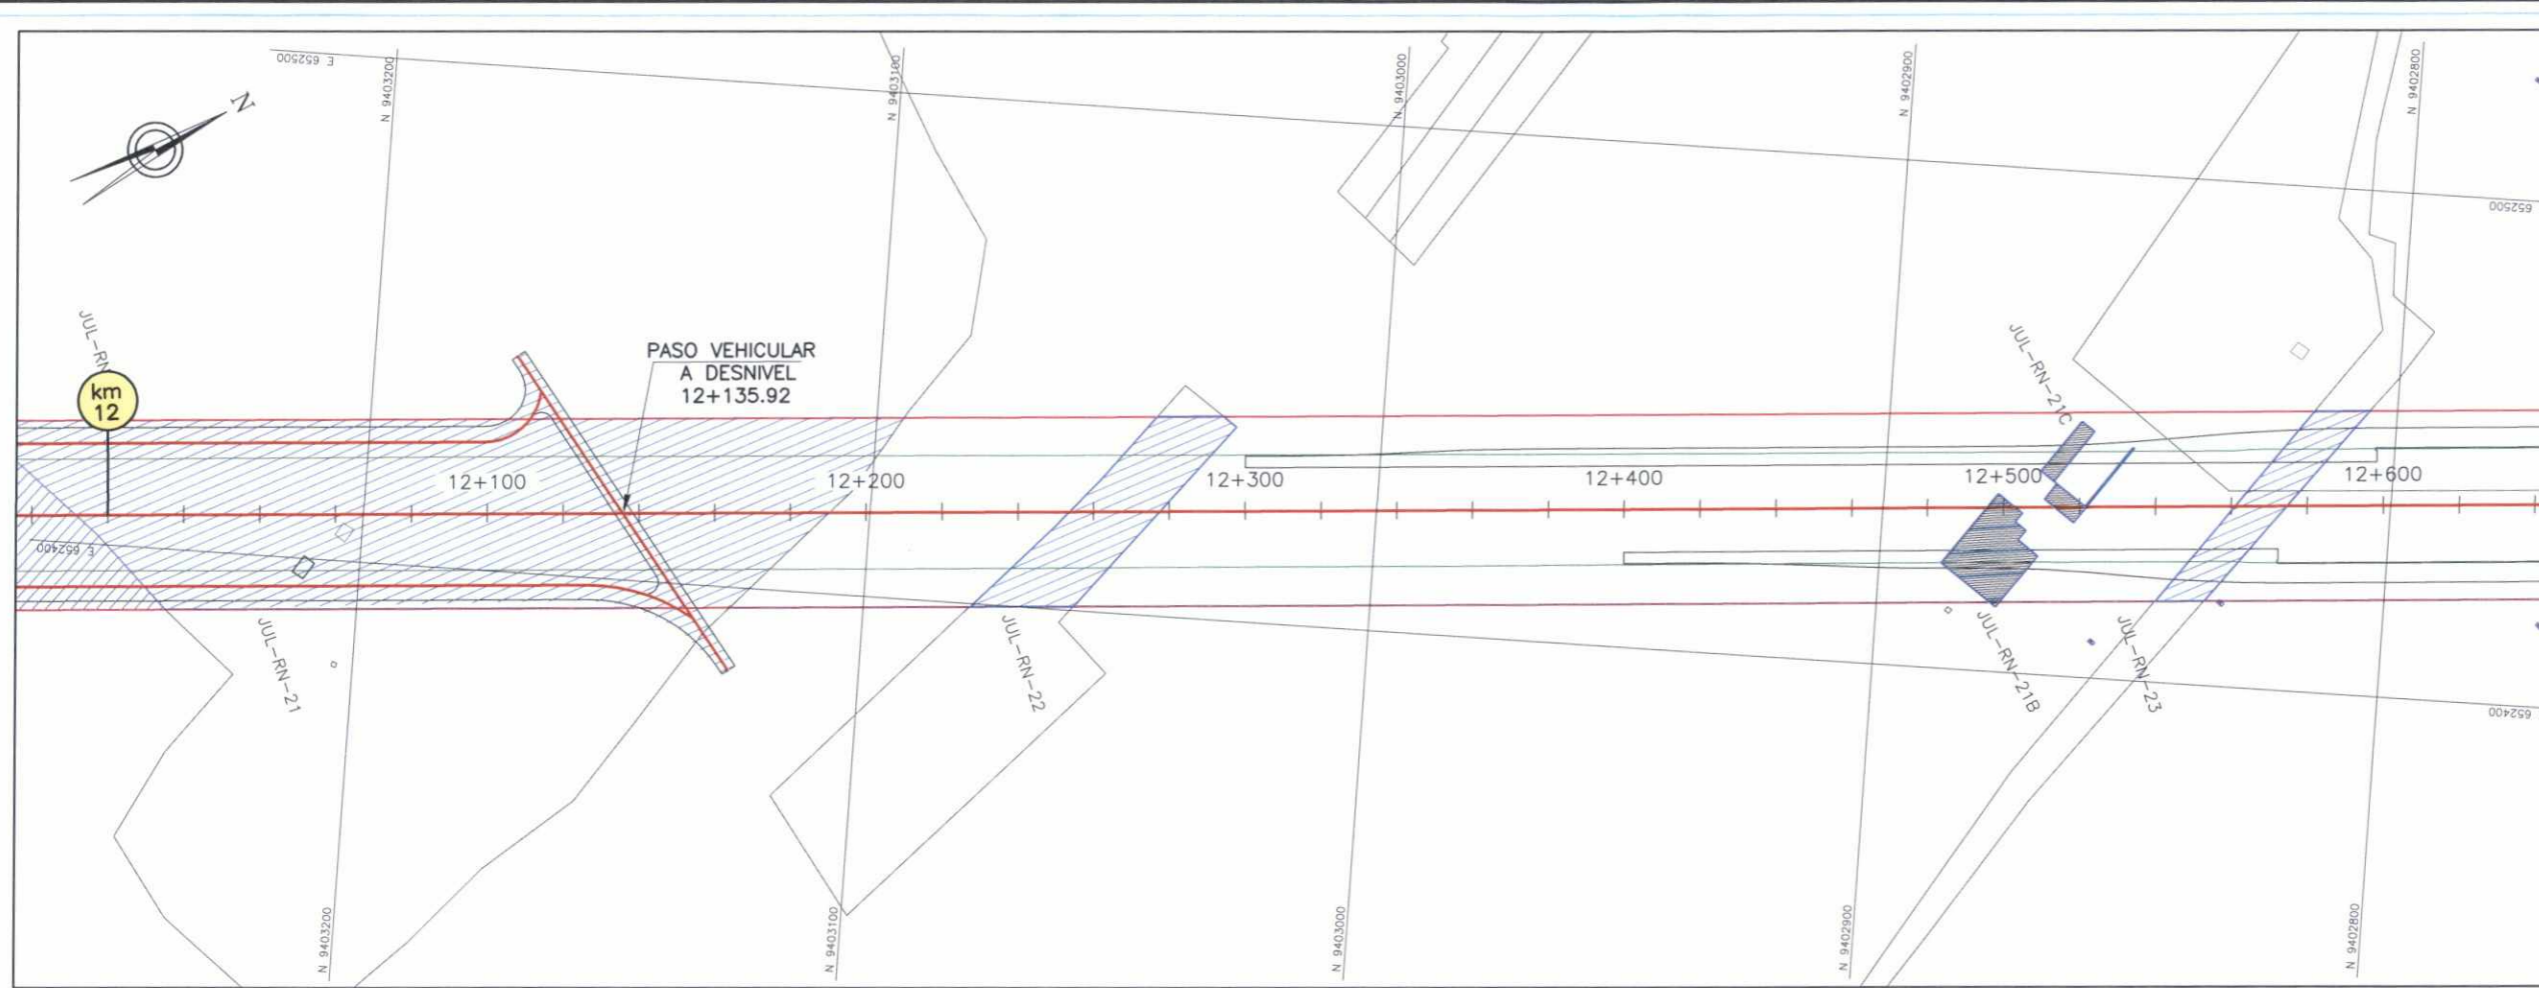 E 652500
N 9403200
N 9403100
N 9403000
N 9402900
N 9402800
N
652500
JUL-RN
km
12
PASO VEHICULAR
A DESNIVEL
12+135.92
JUL-RN-21C
12+100
12+200
12+300
12+400
12+500
12+600
E 652400
JUL-RN-21
JUL-RN-22
JUL-RN-21B
JUL-RN-23
652400
N 9403200
N 9403100
N 9403000
N 9402900
N 9402800